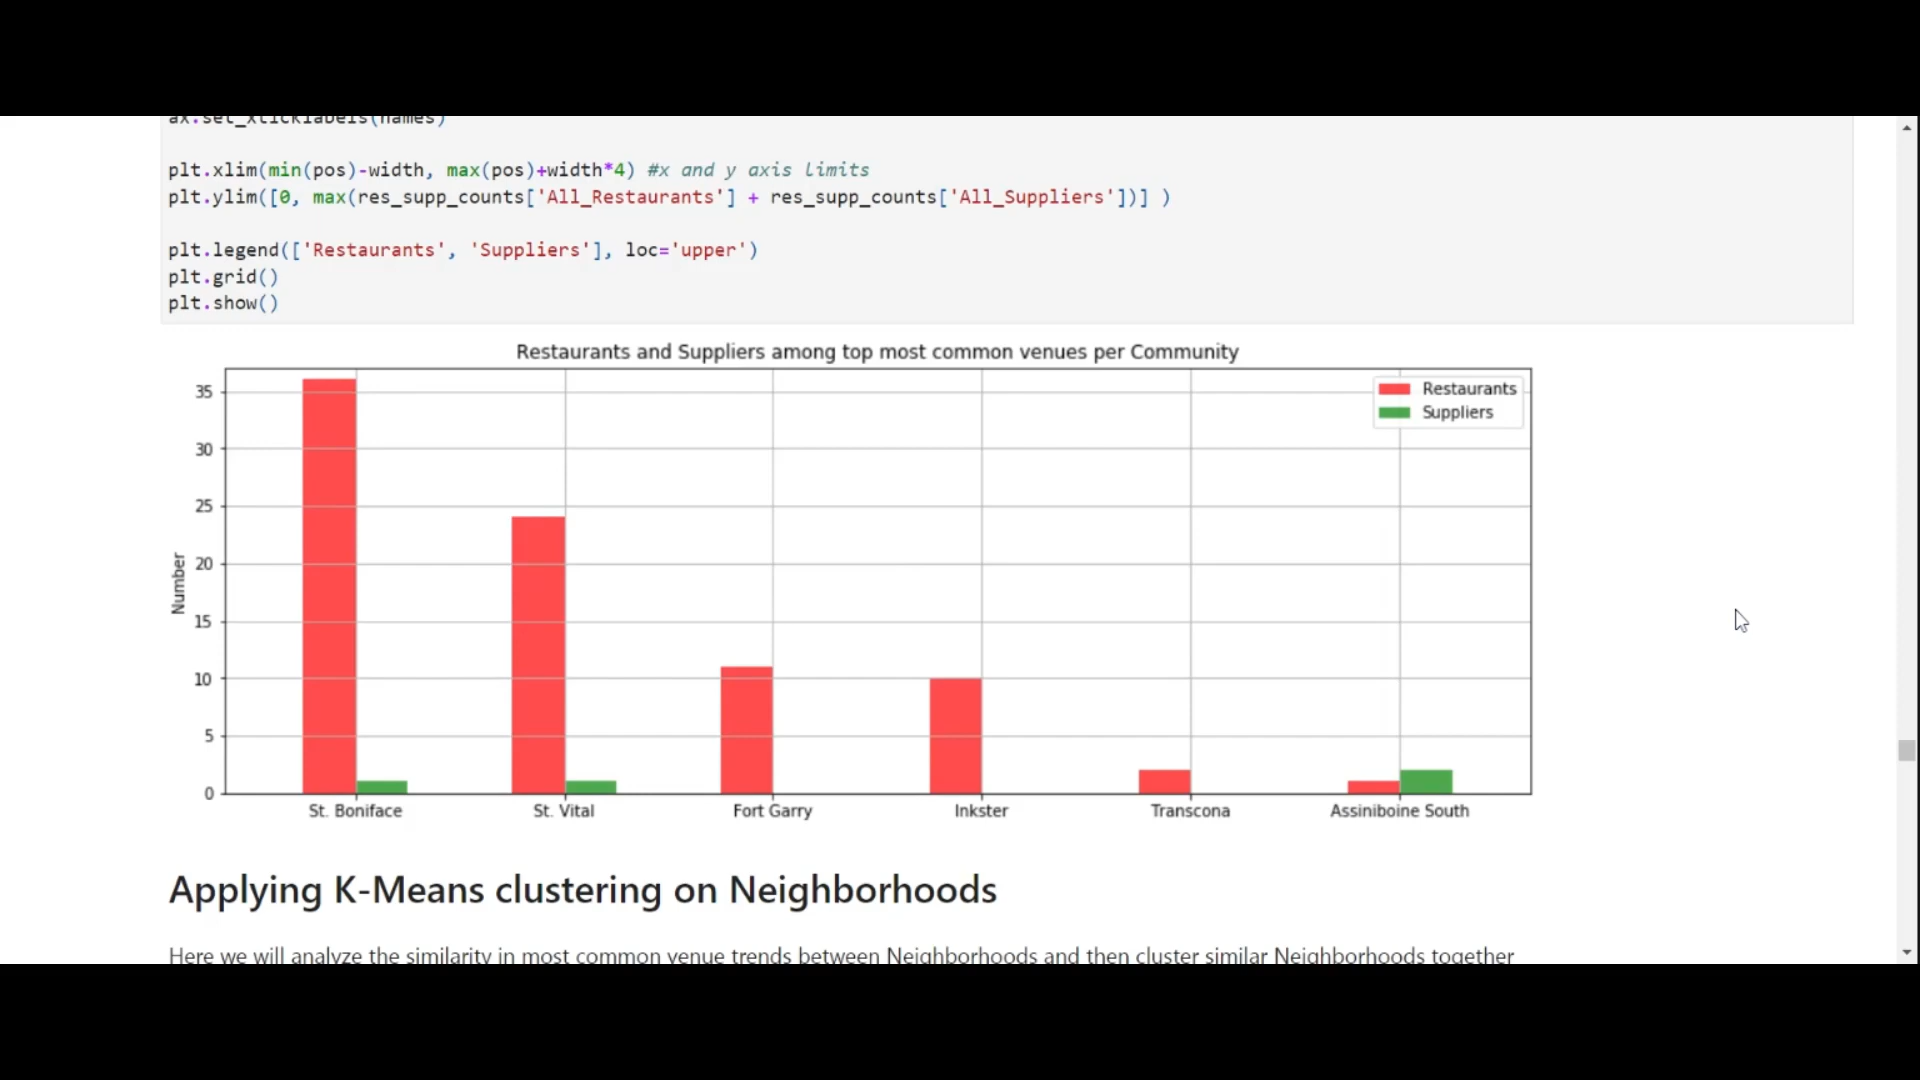 ax.set_xticklabels(names)
plt.xlim(min(pos)-width, max(pos)+width*4) #x and y axis limits
plt.ylim([0, max(res_supp_counts['All_Restaurants'] + res_supp_counts['All_Suppliers'])] )
plt.legend(['Restaurants', 'Suppliers'], loc='upper')
plt.grid()
plt.show()
Restaurants and Suppliers among top most common venues per Community
Restaurants
Suppliers
35
30
25
20
15
10
5
0
Number
St. Boniface St. Vital Fort Garry Inkster Transcona Assiniboine South
Applying K-Means clustering on Neighborhoods
Here we will analyze the similarity in most common venue trends between Neighborhoods and then cluster similar Neighborhoods together